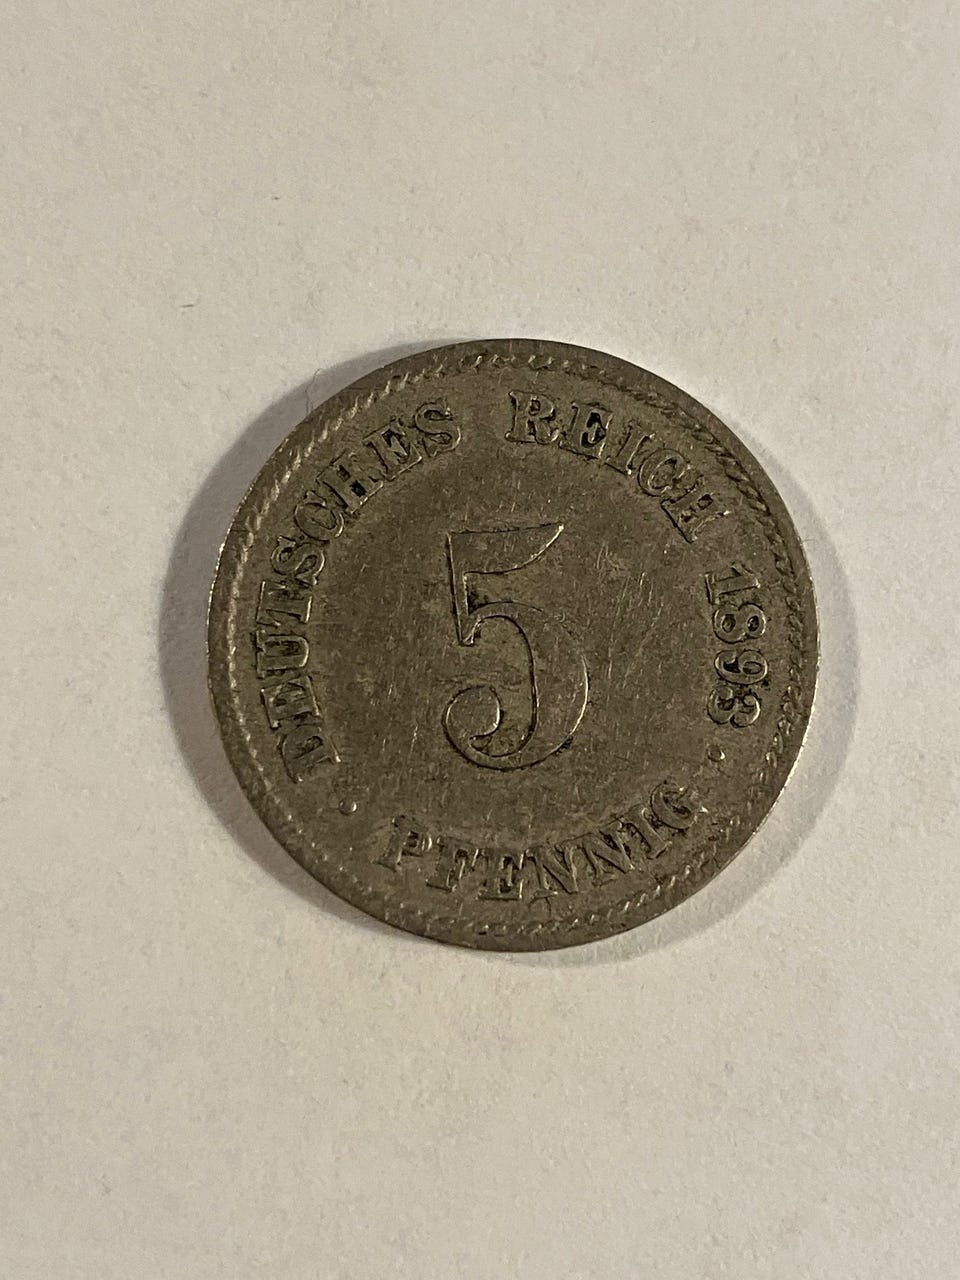 DEUTSCHES REICH 1893
5
PFENNIG